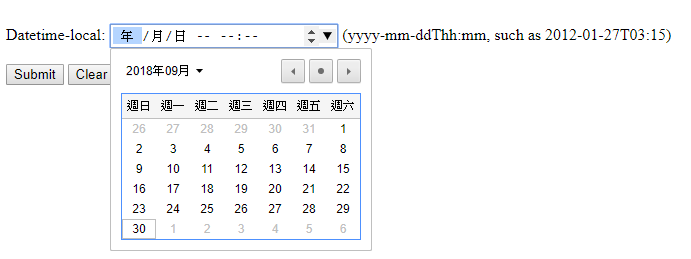 Datetime-local: 年 /月/日 -- --:-- (yyyy-mm-ddThh:mm, such as 2012-01-27T03:15)
Submit Clear
2018年09月
週日 週一 週二 週三 週四 週五 週六
26 27 28 29 30 31 1
2 3 4 5 6 7 8
9 10 11 12 13 14 15
16 17 18 19 20 21 22
23 24 25 26 27 28 29
30 1 2 3 4 5 6